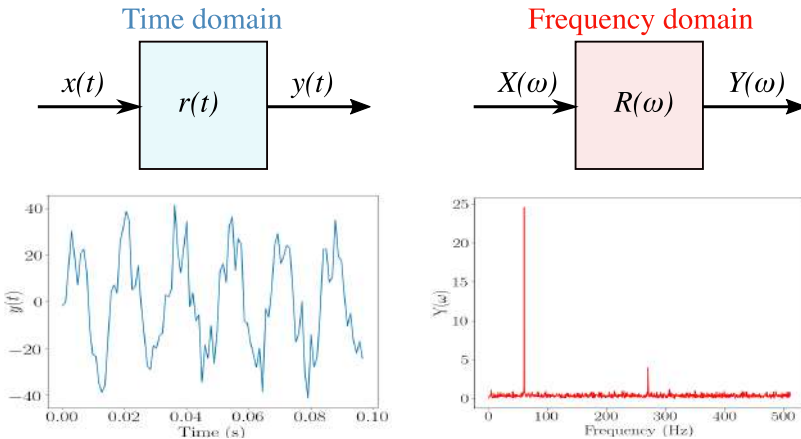 Time domain
Frequency domain
x(t)
r(t)
y(t)
X(ω)
R(ω)
Y(ω)
40
20
0
−20
−40
y(t)
0.00 0.02 0.04 0.06 0.08 0.10
Time (s)
25
20
15
10
5
0
Y(ω)
0 100 200 300 400 500
Frequency (Hz)